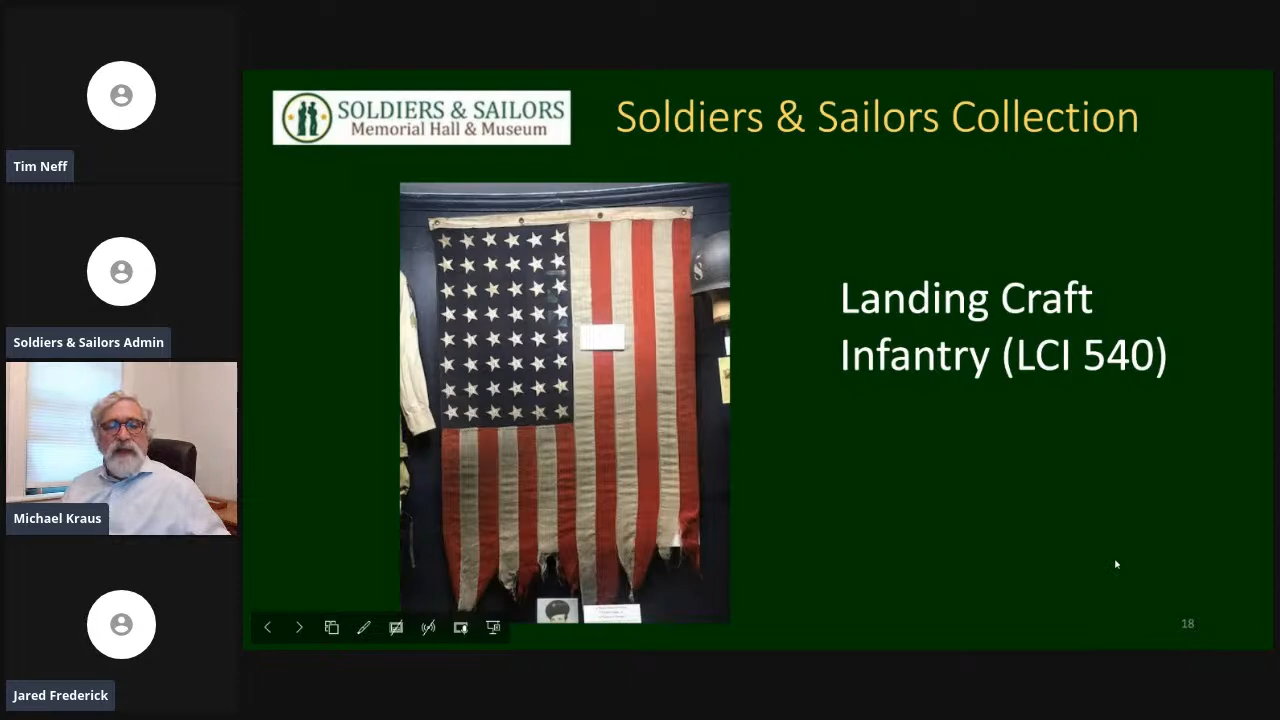 Tim Neff
Soldiers & Sailors Admin
Michael Kraus
Jared Frederick
SOLDIERS & SAILORS
Memorial Hall & Museum
Soldiers & Sailors Collection
Landing Craft
Infantry (LCI 540)
18